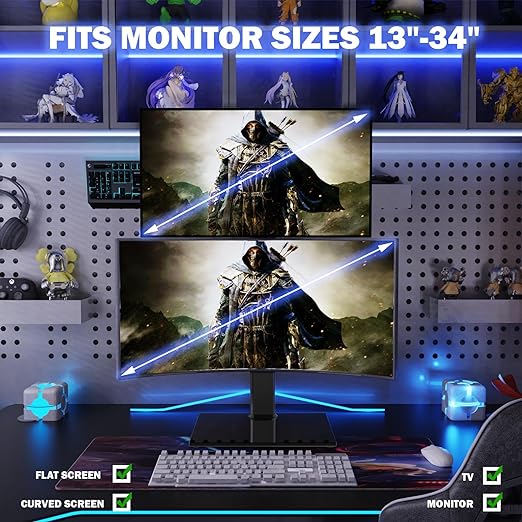 FITS MONITOR SIZES 13"-34"
FLAT SCREEN
TV
CURVED SCREEN
MONITOR